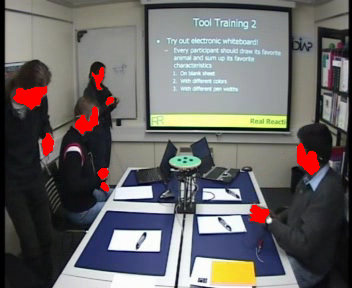 Tool Training 2
• Try out electronic whiteboard!
– Every participant should draw its favorite
animal and sum up its favorite
characteristics
1. On blank sheet
2. With different colors
3. With different pen widths
Real Reacti